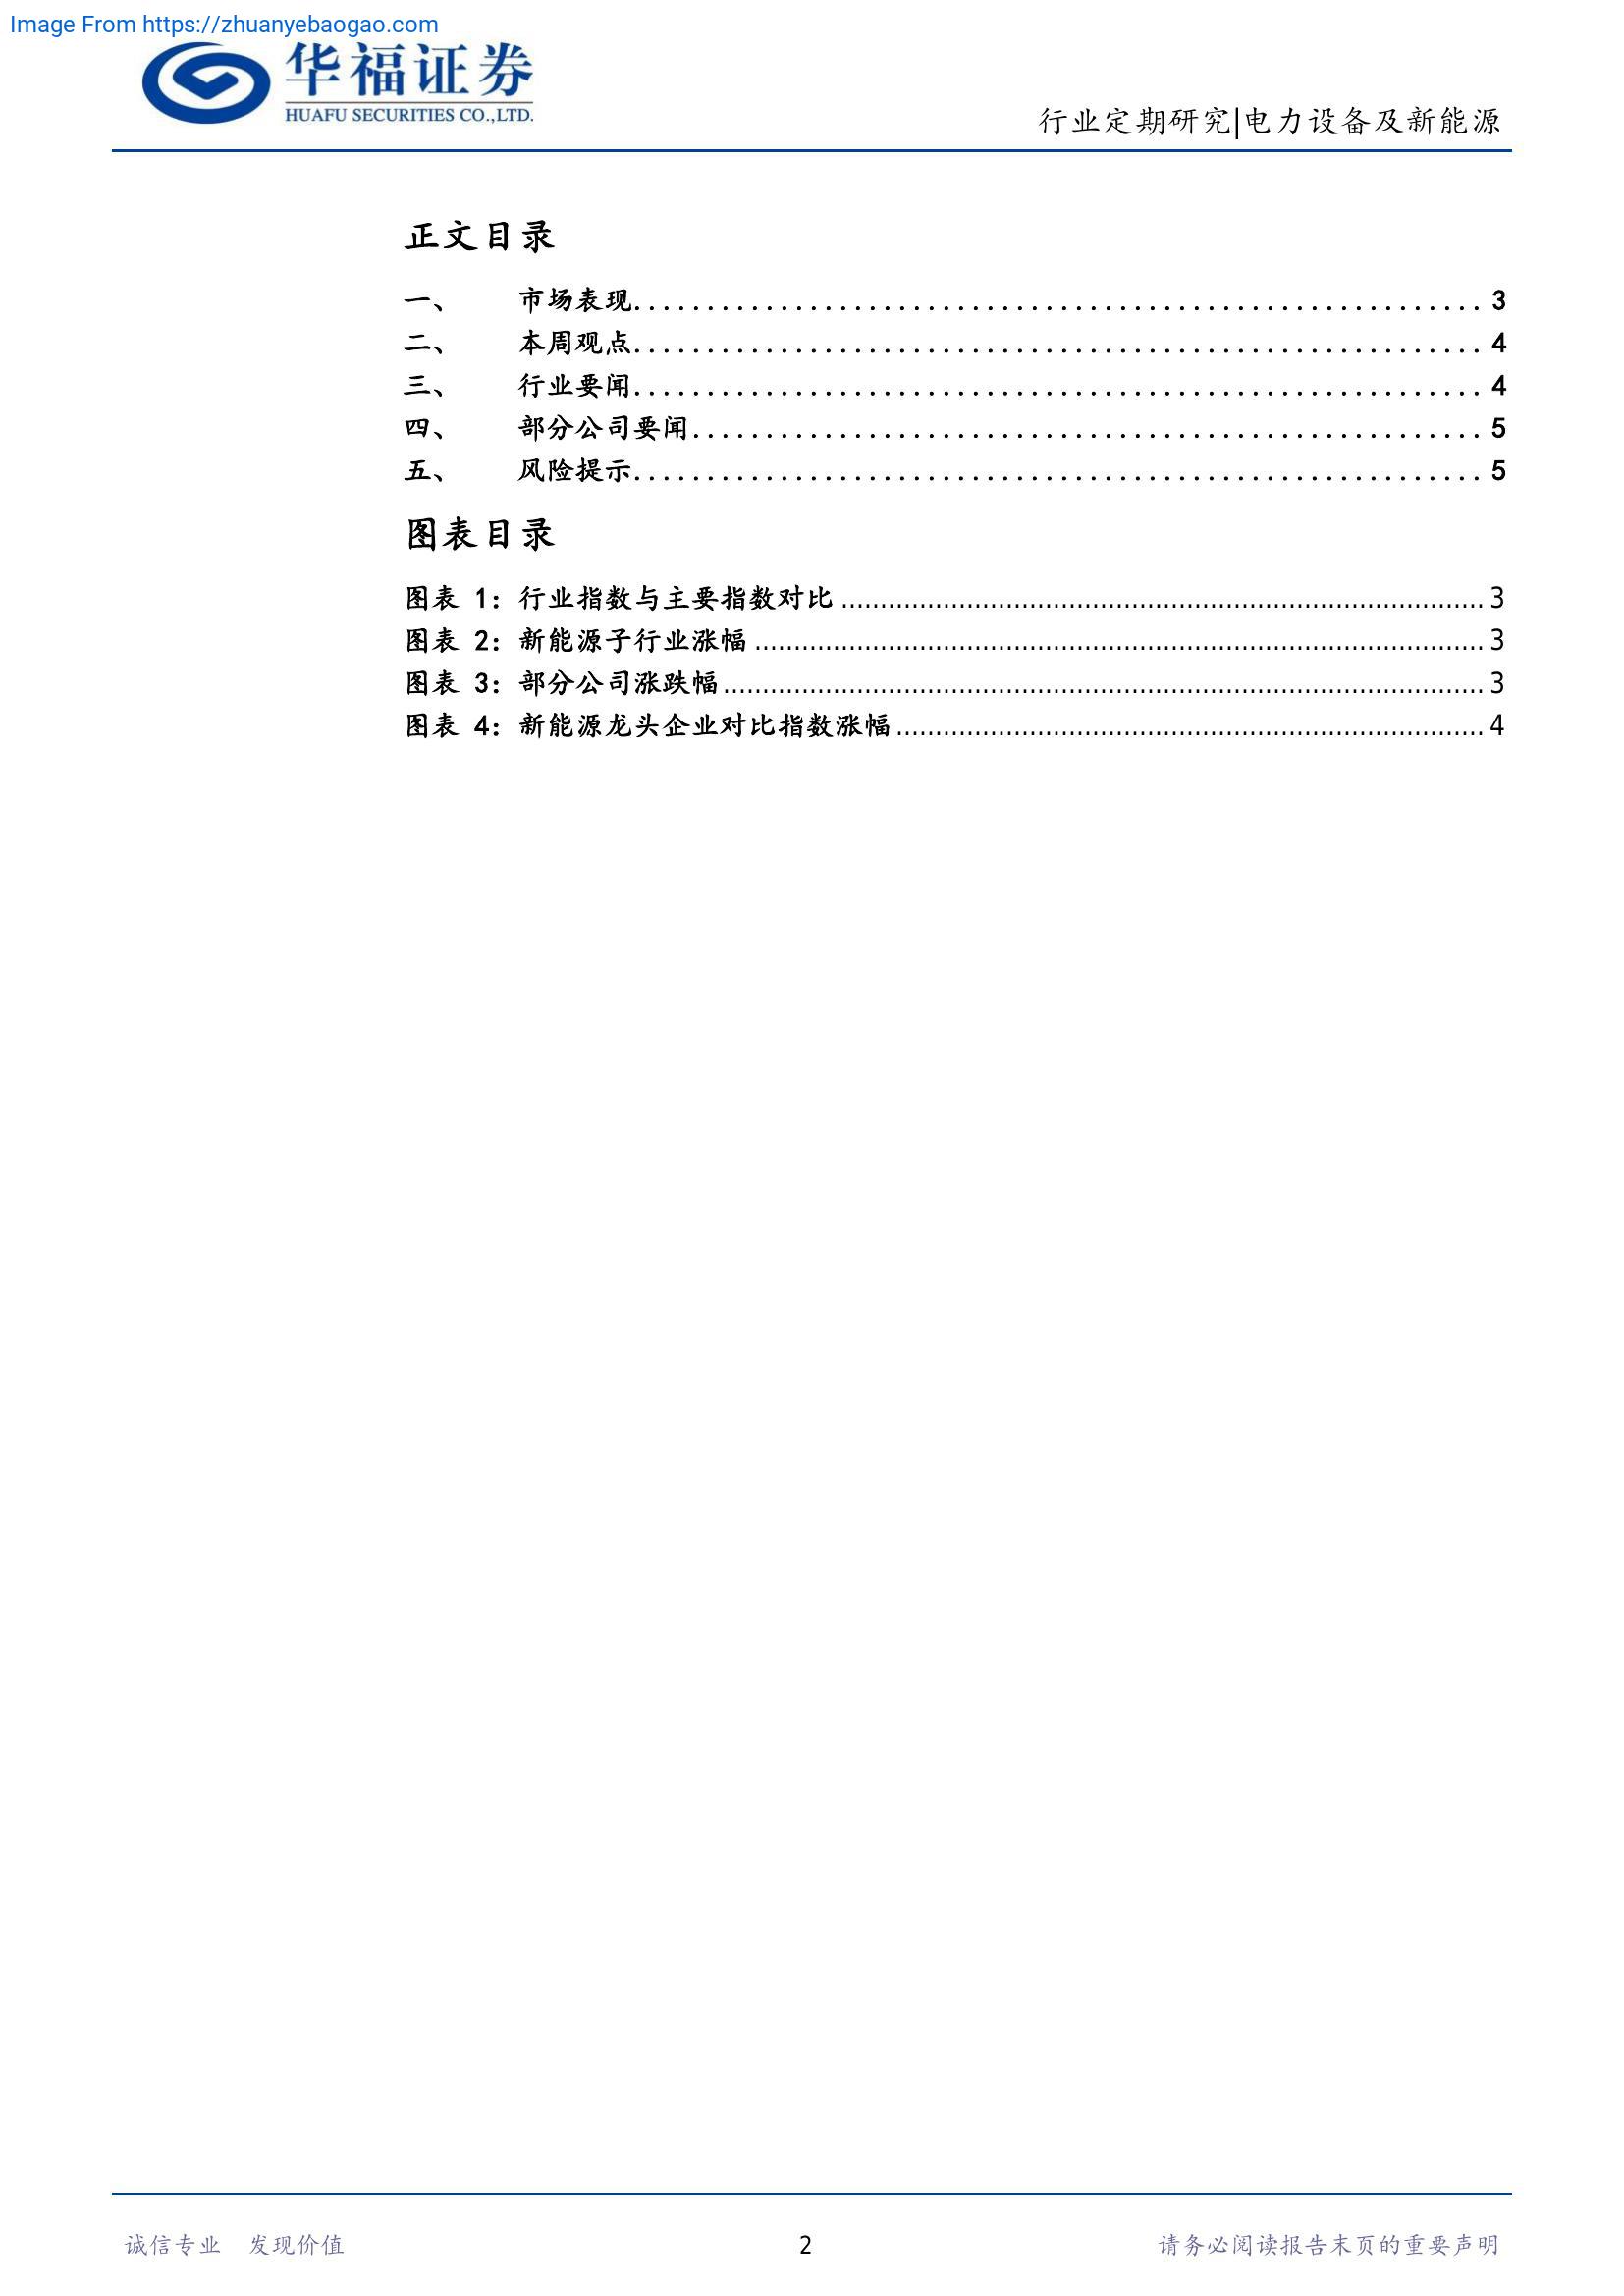 Image From https://zhuanyebaogao.com
华福证券
HUAFU SECURITIES CO.,LTD.
行业定期研究|电力设备及新能源
正文目录
一、 市场表现........................................................ 3
二、 本周观点........................................................ 4
三、 行业要闻........................................................ 4
四、 部分公司要闻.................................................... 5
五、 风险提示........................................................ 5
图表目录
图表 1：行业指数与主要指数对比 ........................................................ 3
图表 2：新能源子行业涨幅 ........................................................ 3
图表 3：部分公司涨跌幅 ........................................................ 3
图表 4：新能源龙头企业对比指数涨幅 ........................................................ 4
诚信专业 发现价值 2 请务必阅读报告末页的重要声明